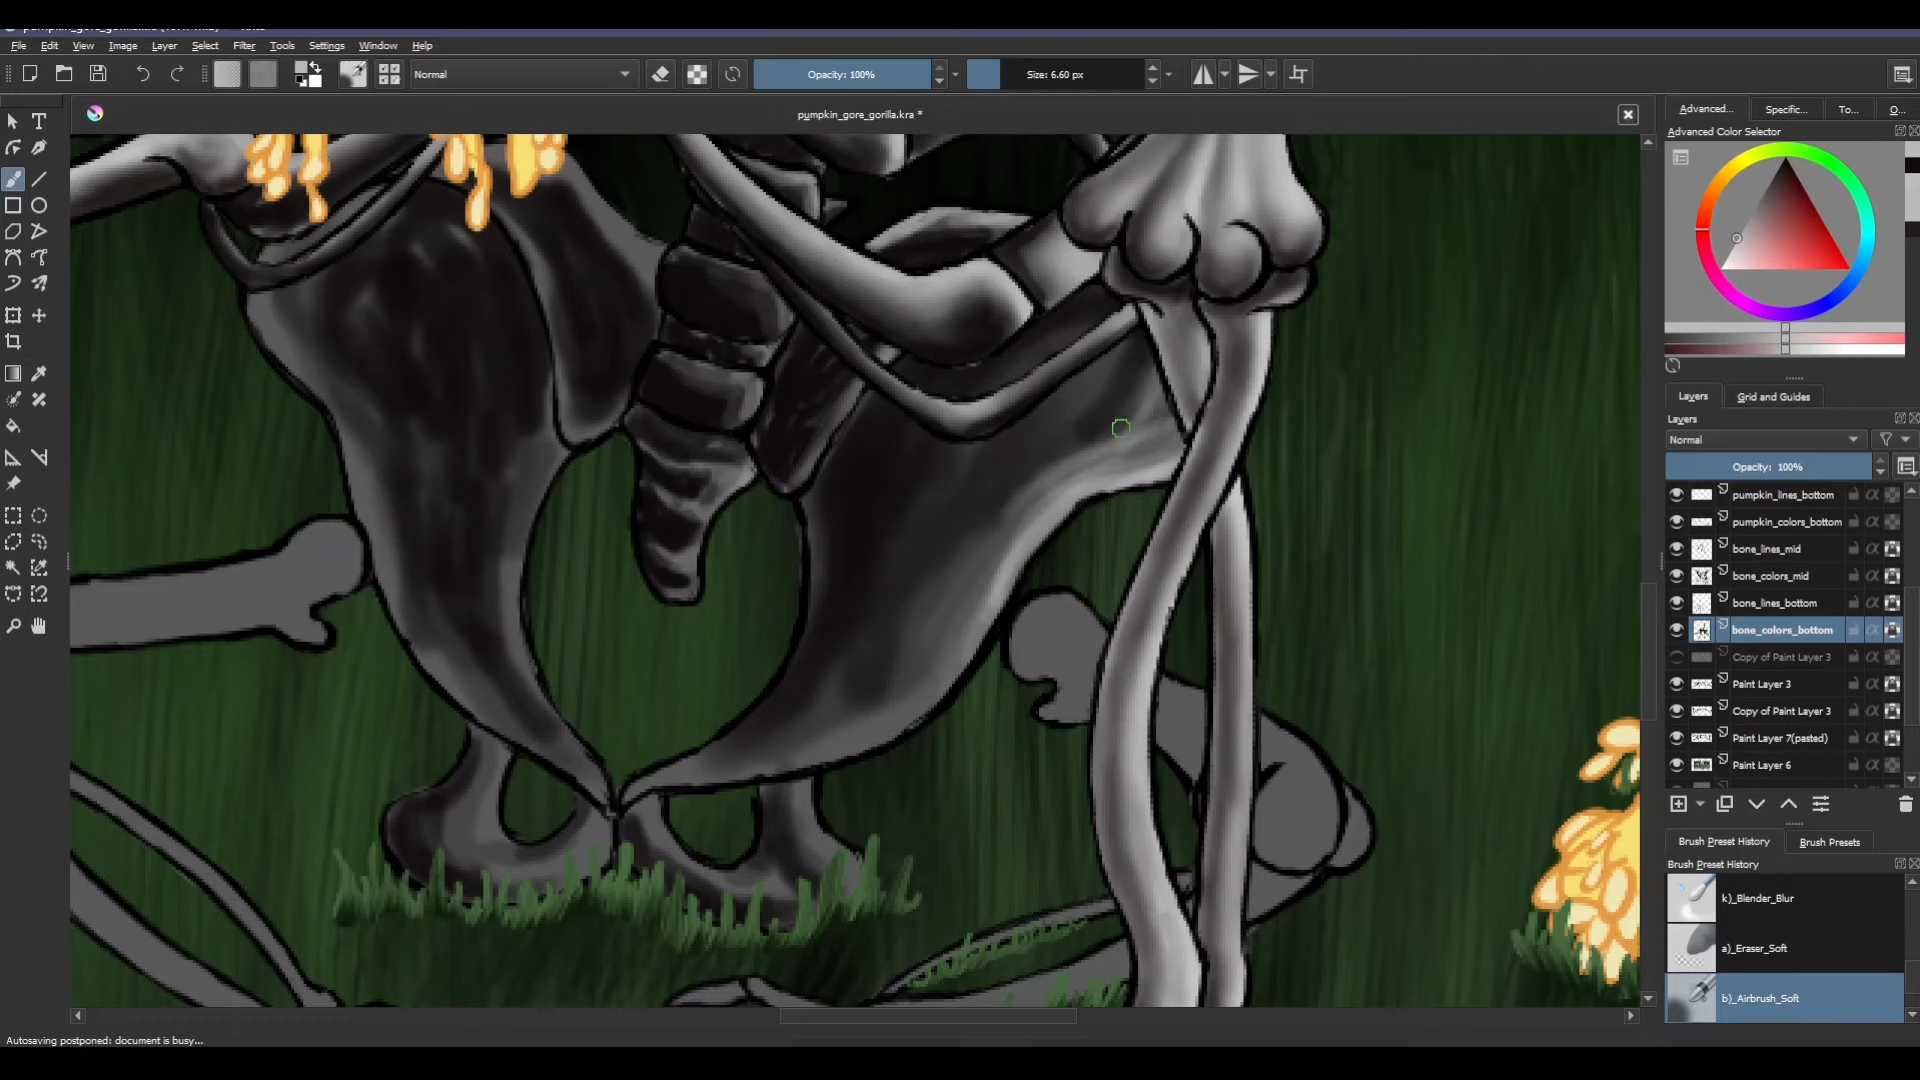 File Edit View Image Layer Select Filter Tools Settings Window Help
Normal
Opacity: 100%
Size: 6.60 px
pumpkin_gore_gorilla.kra *
Advanced... Specific... To... O...
Advanced Color Selector
Layers Grid and Guides
Layers
Normal
Opacity: 100%
pumpkin_lines_bottom
pumpkin_colors_bottom
bone_lines_mid
bone_colors_mid
bone_lines_bottom
bone_colors_bottom
Copy of Paint Layer 3
Paint Layer 3
Copy of Paint Layer 3
Paint Layer 7(pasted)
Paint Layer 6
Brush Preset History Brush Presets
Brush Preset History
k)_Blender_Blur
a)_Eraser_Soft
b)_Airbrush_Soft
Autosaving postponed: document is busy...